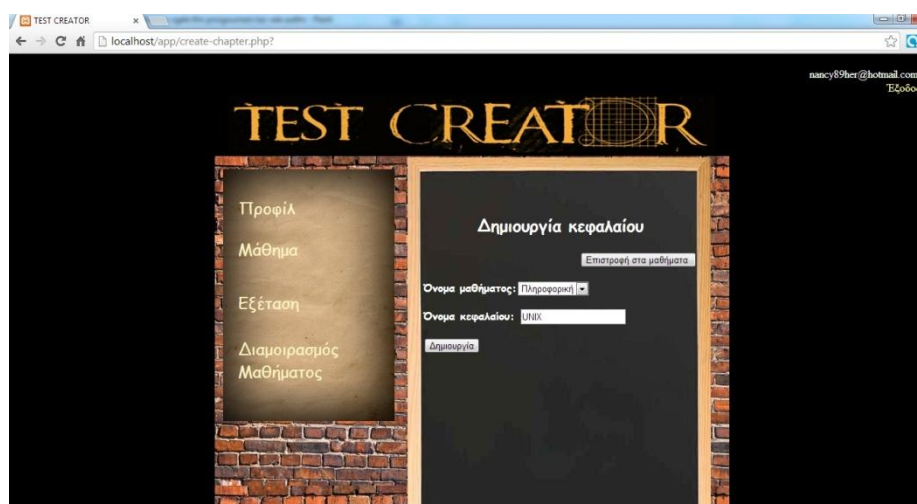 TEST CREATOR
localhost/app/create-chapter.php?
nancy89her@hotmail.com
Έξοδος
TEST CREATOR
Προφίλ
Μάθημα
Εξέταση
Διαμοιρασμός
Μαθήματος
Δημιουργία κεφαλαίου
Επιστροφή στα μαθήματα
Όνομα μαθήματος: Πληροφορική
Όνομα κεφαλαίου: UNIX
Δημιουργία